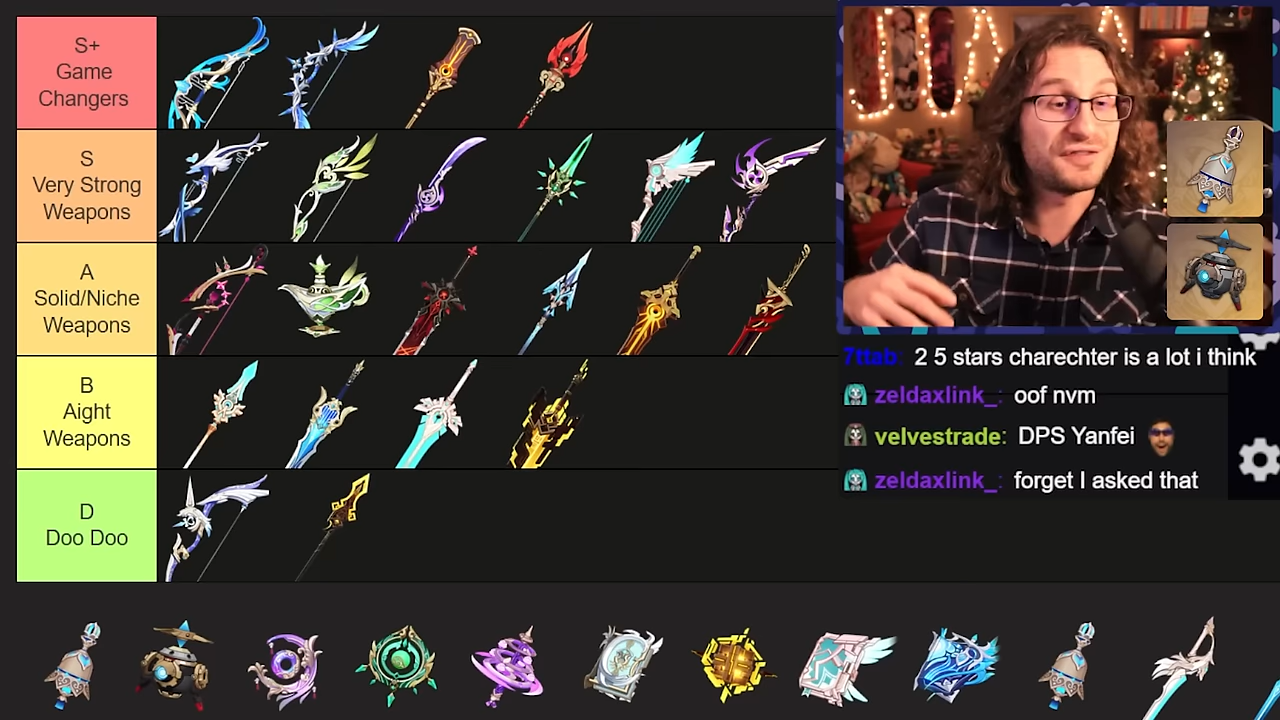 S+
Game
Changers
S
Very Strong
Weapons
A
Solid/Niche
Weapons
B
Aight
Weapons
D
Doo Doo
7ttab: 2 5 stars charechter is a lot i think
zeldaxlink_: oof nvm
velvestrade: DPS Yanfei
zeldaxlink_: forget I asked that